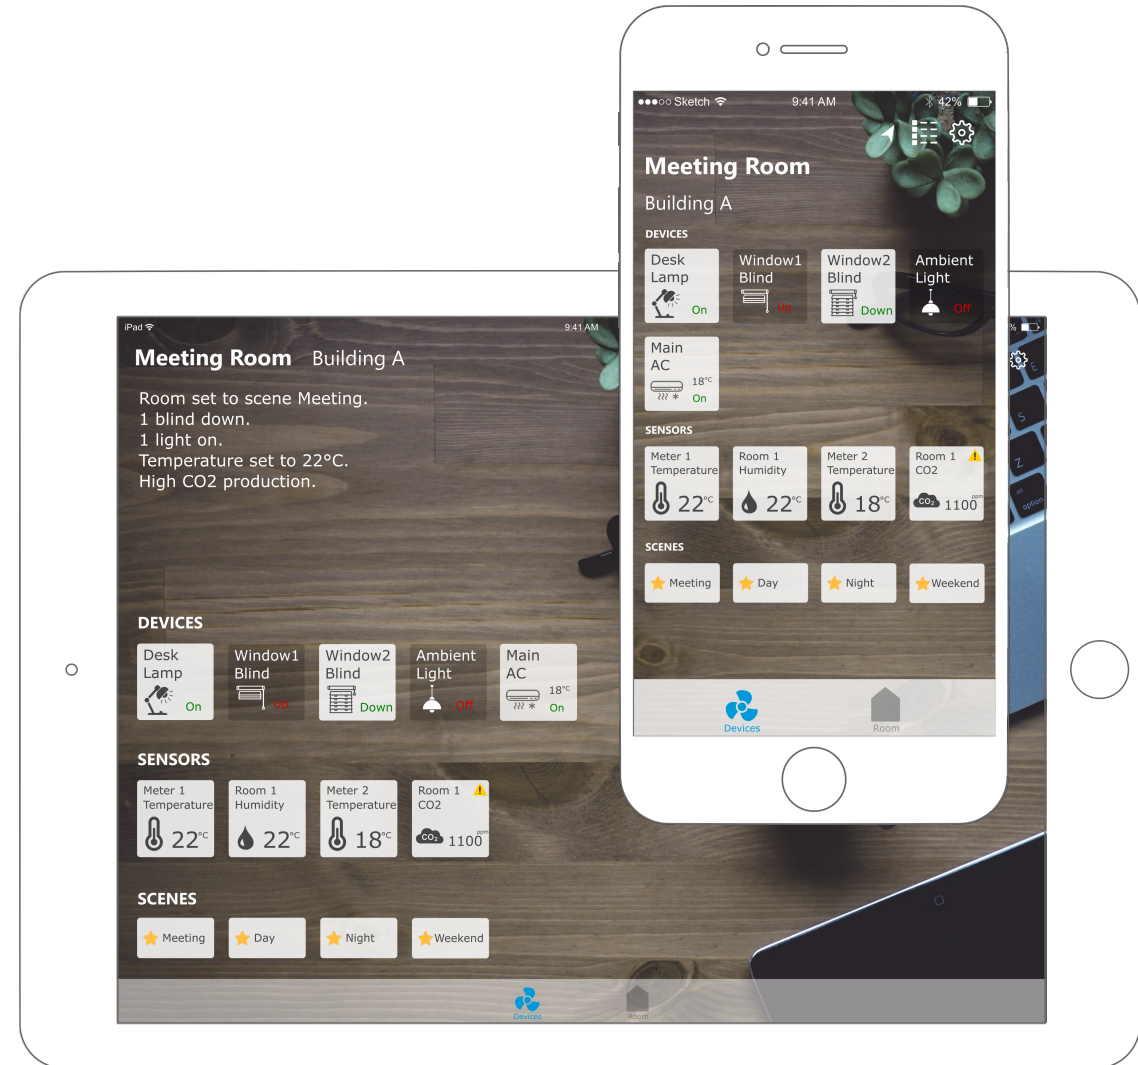 Sketch 9:41 AM 42%
Meeting Room
Building A
DEVICES
Desk Lamp On
Window1 Blind Up
Window2 Blind Down
Ambient Light Off
Main AC 18°C On
SENSORS
Meter 1 Temperature 22°C
Room 1 Humidity 22°C
Meter 2 Temperature 18°C
Room 1 CO2 CO2 1100 ppm
SCENES
Meeting
Day
Night
Weekend
Devices
Room
iPad 9:41 AM %
Meeting Room Building A
Room set to scene Meeting.
1 blind down.
1 light on.
Temperature set to 22°C.
High CO2 production.
DEVICES
Desk Lamp On
Window1 Blind Up
Window2 Blind Down
Ambient Light Off
Main AC 18°C On
SENSORS
Meter 1 Temperature 22°C
Room 1 Humidity 22°C
Meter 2 Temperature 18°C
Room 1 CO2 CO2 1100 ppm
SCENES
Meeting
Day
Night
Weekend
Devices
Room
E
S
Z
alt
option